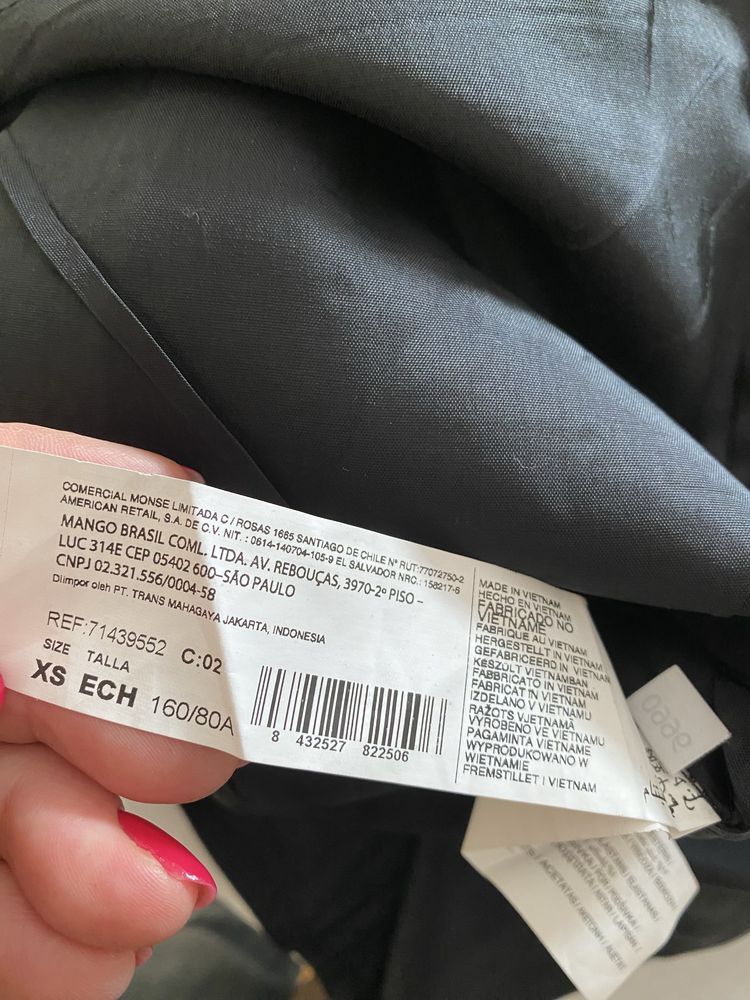 COMERCIAL MONSE LIMITADA C / ROSAS 1665 SANTIAGO DE CHILE Nº RUT:77072750-2
AMERICAN RETAIL, S.A. DE C.V. NIT. : 0614-140704-105-9 EL SALVADOR NRC.: 158217-6
MANGO BRASIL COML. LTDA. AV. REBOUÇAS, 3970-2º PISO –
LUC 314E CEP 05402 600–SÃO PAULO
CNPJ 02.321.556/0004-58
Diimpor oleh PT. TRANS MAHAGAYA JAKARTA, INDONESIA
REF:71439552 C:02
SIZE TALLA
XS ECH 160/80A
8 432527 822506
MADE IN VIETNAM
HECHO EN VIETNAM
FABRICADO NO
VIETNAME
FABRIQUE AU VIETNAM
HERGESTELLT IN VIETNAM
GEFABRICEERD IN VIETNAM
KÉSZÜLT VIETNAMBAN
FABBRICATO IN VIETNAM
FABRICAT IN VIETNAM
IZDELANO V VIETNAMU
RAŽOTS VJETNAMĀ
VYROBENO VE VIETNAMU
PAGAMINTA VIETNAME
WYPRODUKOWANO W
WIETNAMIE
FREMSTILLET I VIETNAM